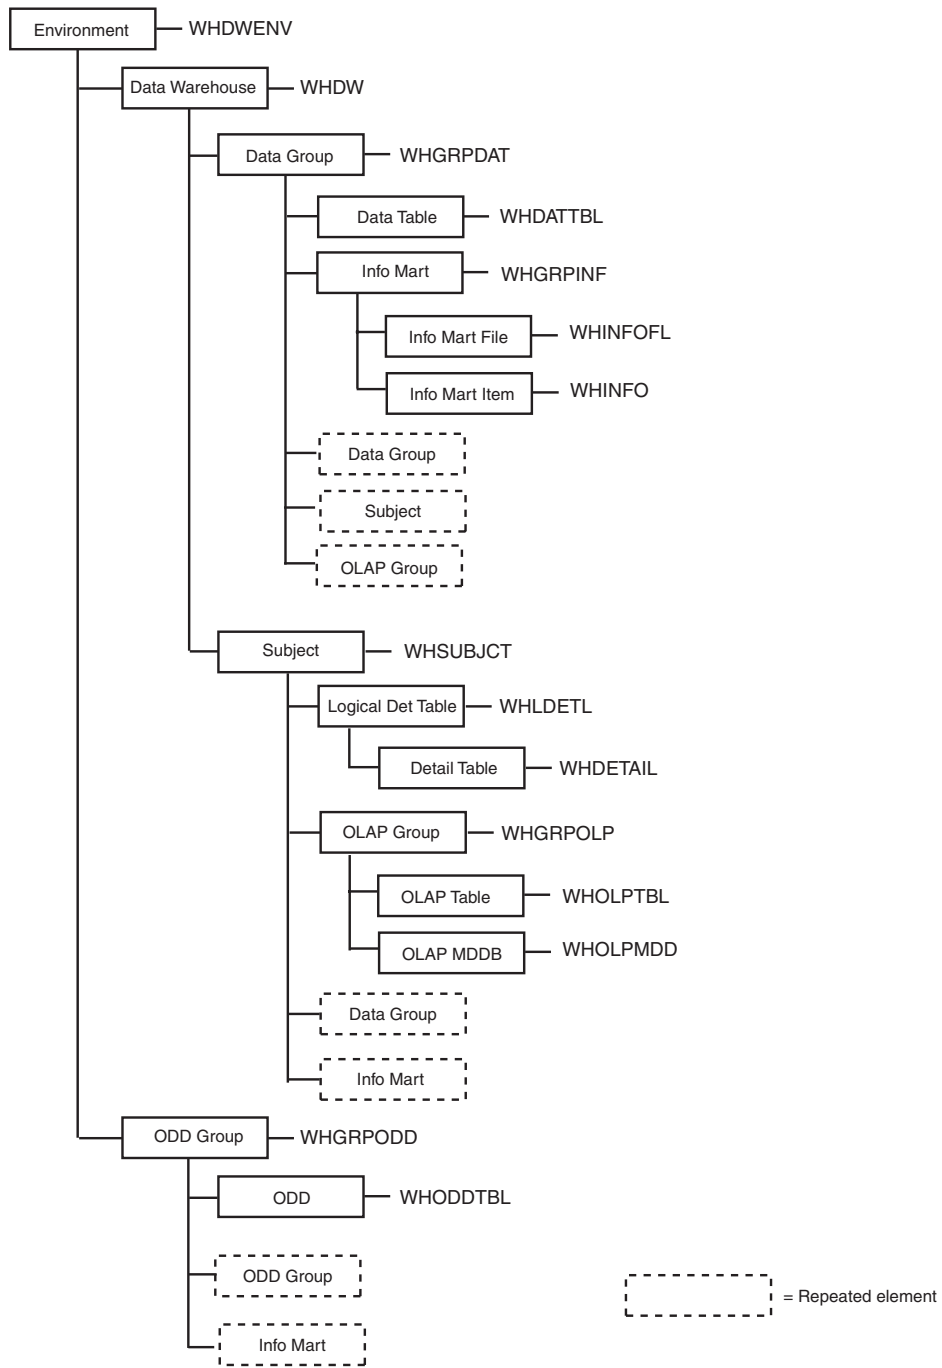 Environment WHDWENV
Data Warehouse WHDW
Data Group WHGRPDAT
Data Table WHDATTBL
Info Mart WHGRPINF
Info Mart File WHINFOFL
Info Mart Item WHINFO
Data Group
Subject
OLAP Group
Subject WHSUBJCT
Logical Det Table WHLDETL
Detail Table WHDETAIL
OLAP Group WHGRPOLP
OLAP Table WHOLPTBL
OLAP MDDB WHOLPMDD
Data Group
Info Mart
ODD Group WHGRPODD
ODD WHODDTBL
ODD Group
= Repeated element
Info Mart